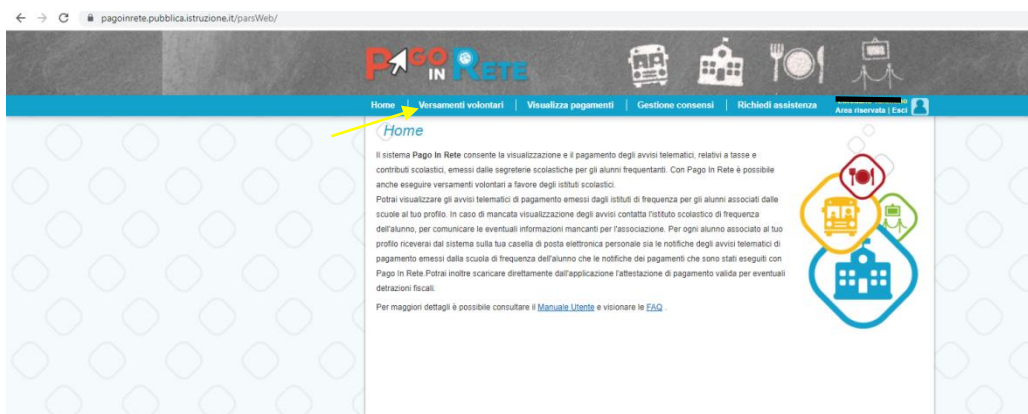 pagoinrete.pubblica.istruzione.it/parsWeb/
PAGO IN RETE
Home | Versamenti volontari | Visualizza pagamenti | Gestione consensi | Richiedi assistenza
Area riservata | Esci
Home
Il sistema Pago In Rete consente la visualizzazione e il pagamento degli avvisi telematici, relativi a tasse e
contributi scolastici, emessi dalle segreterie scolastiche per gli alunni frequentanti. Con Pago In Rete è possibile
anche eseguire versamenti volontari a favore degli istituti scolastici.
Potrai visualizzare gli avvisi telematici di pagamento emessi dagli istituti di frequenza per gli alunni associati dalle
scuole al tuo profilo. In caso di mancata visualizzazione degli avvisi contatta l'istituto scolastico di frequenza
dell'alunno, per comunicare le eventuali informazioni mancanti per l'associazione. Per ogni alunno associato al tuo
profilo riceverai dal sistema sulla tua casella di posta elettronica personale sia le notifiche degli avvisi telematici di
pagamento emessi dalla scuola di frequenza dell'alunno che le notifiche dei pagamenti che sono stati eseguiti con
Pago In Rete.Potrai inoltre scaricare direttamente dall'applicazione l'attestazione di pagamento valida per eventuali
detrazioni fiscali.
Per maggiori dettagli è possibile consultare il Manuale Utente e visionare le FAQ .